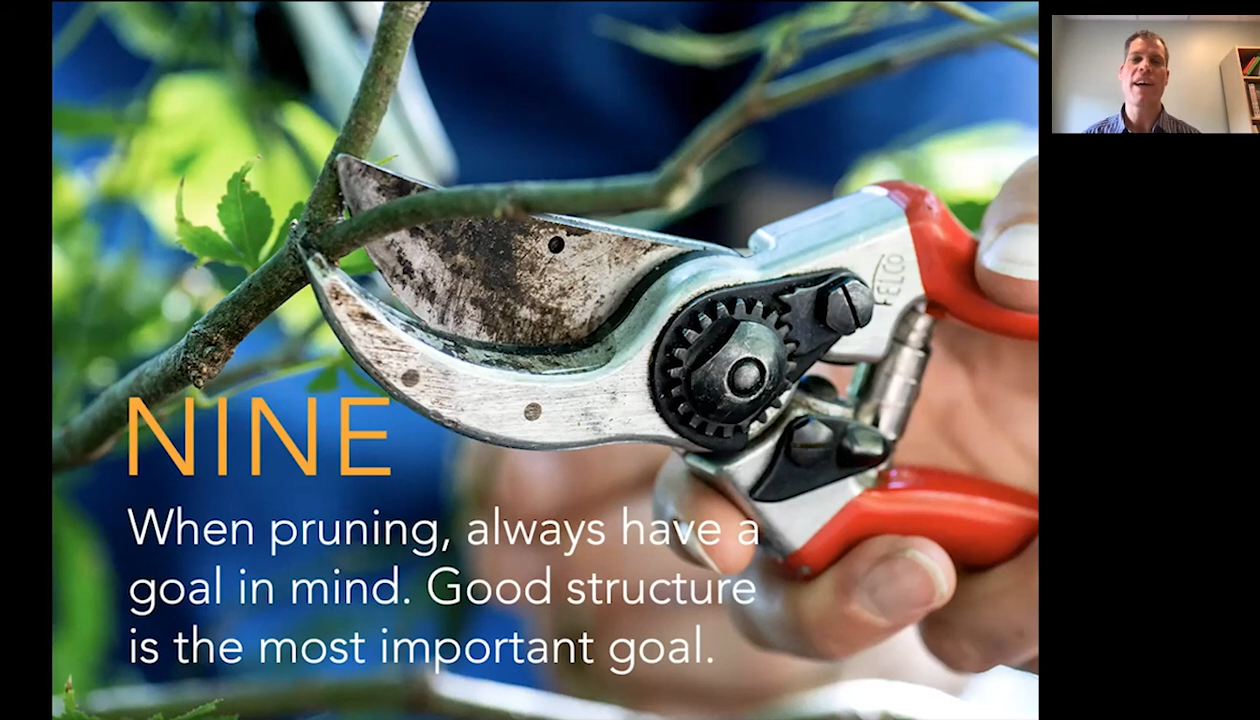 FELCO
NINE
When pruning, always have a
goal in mind. Good structure
is the most important goal.